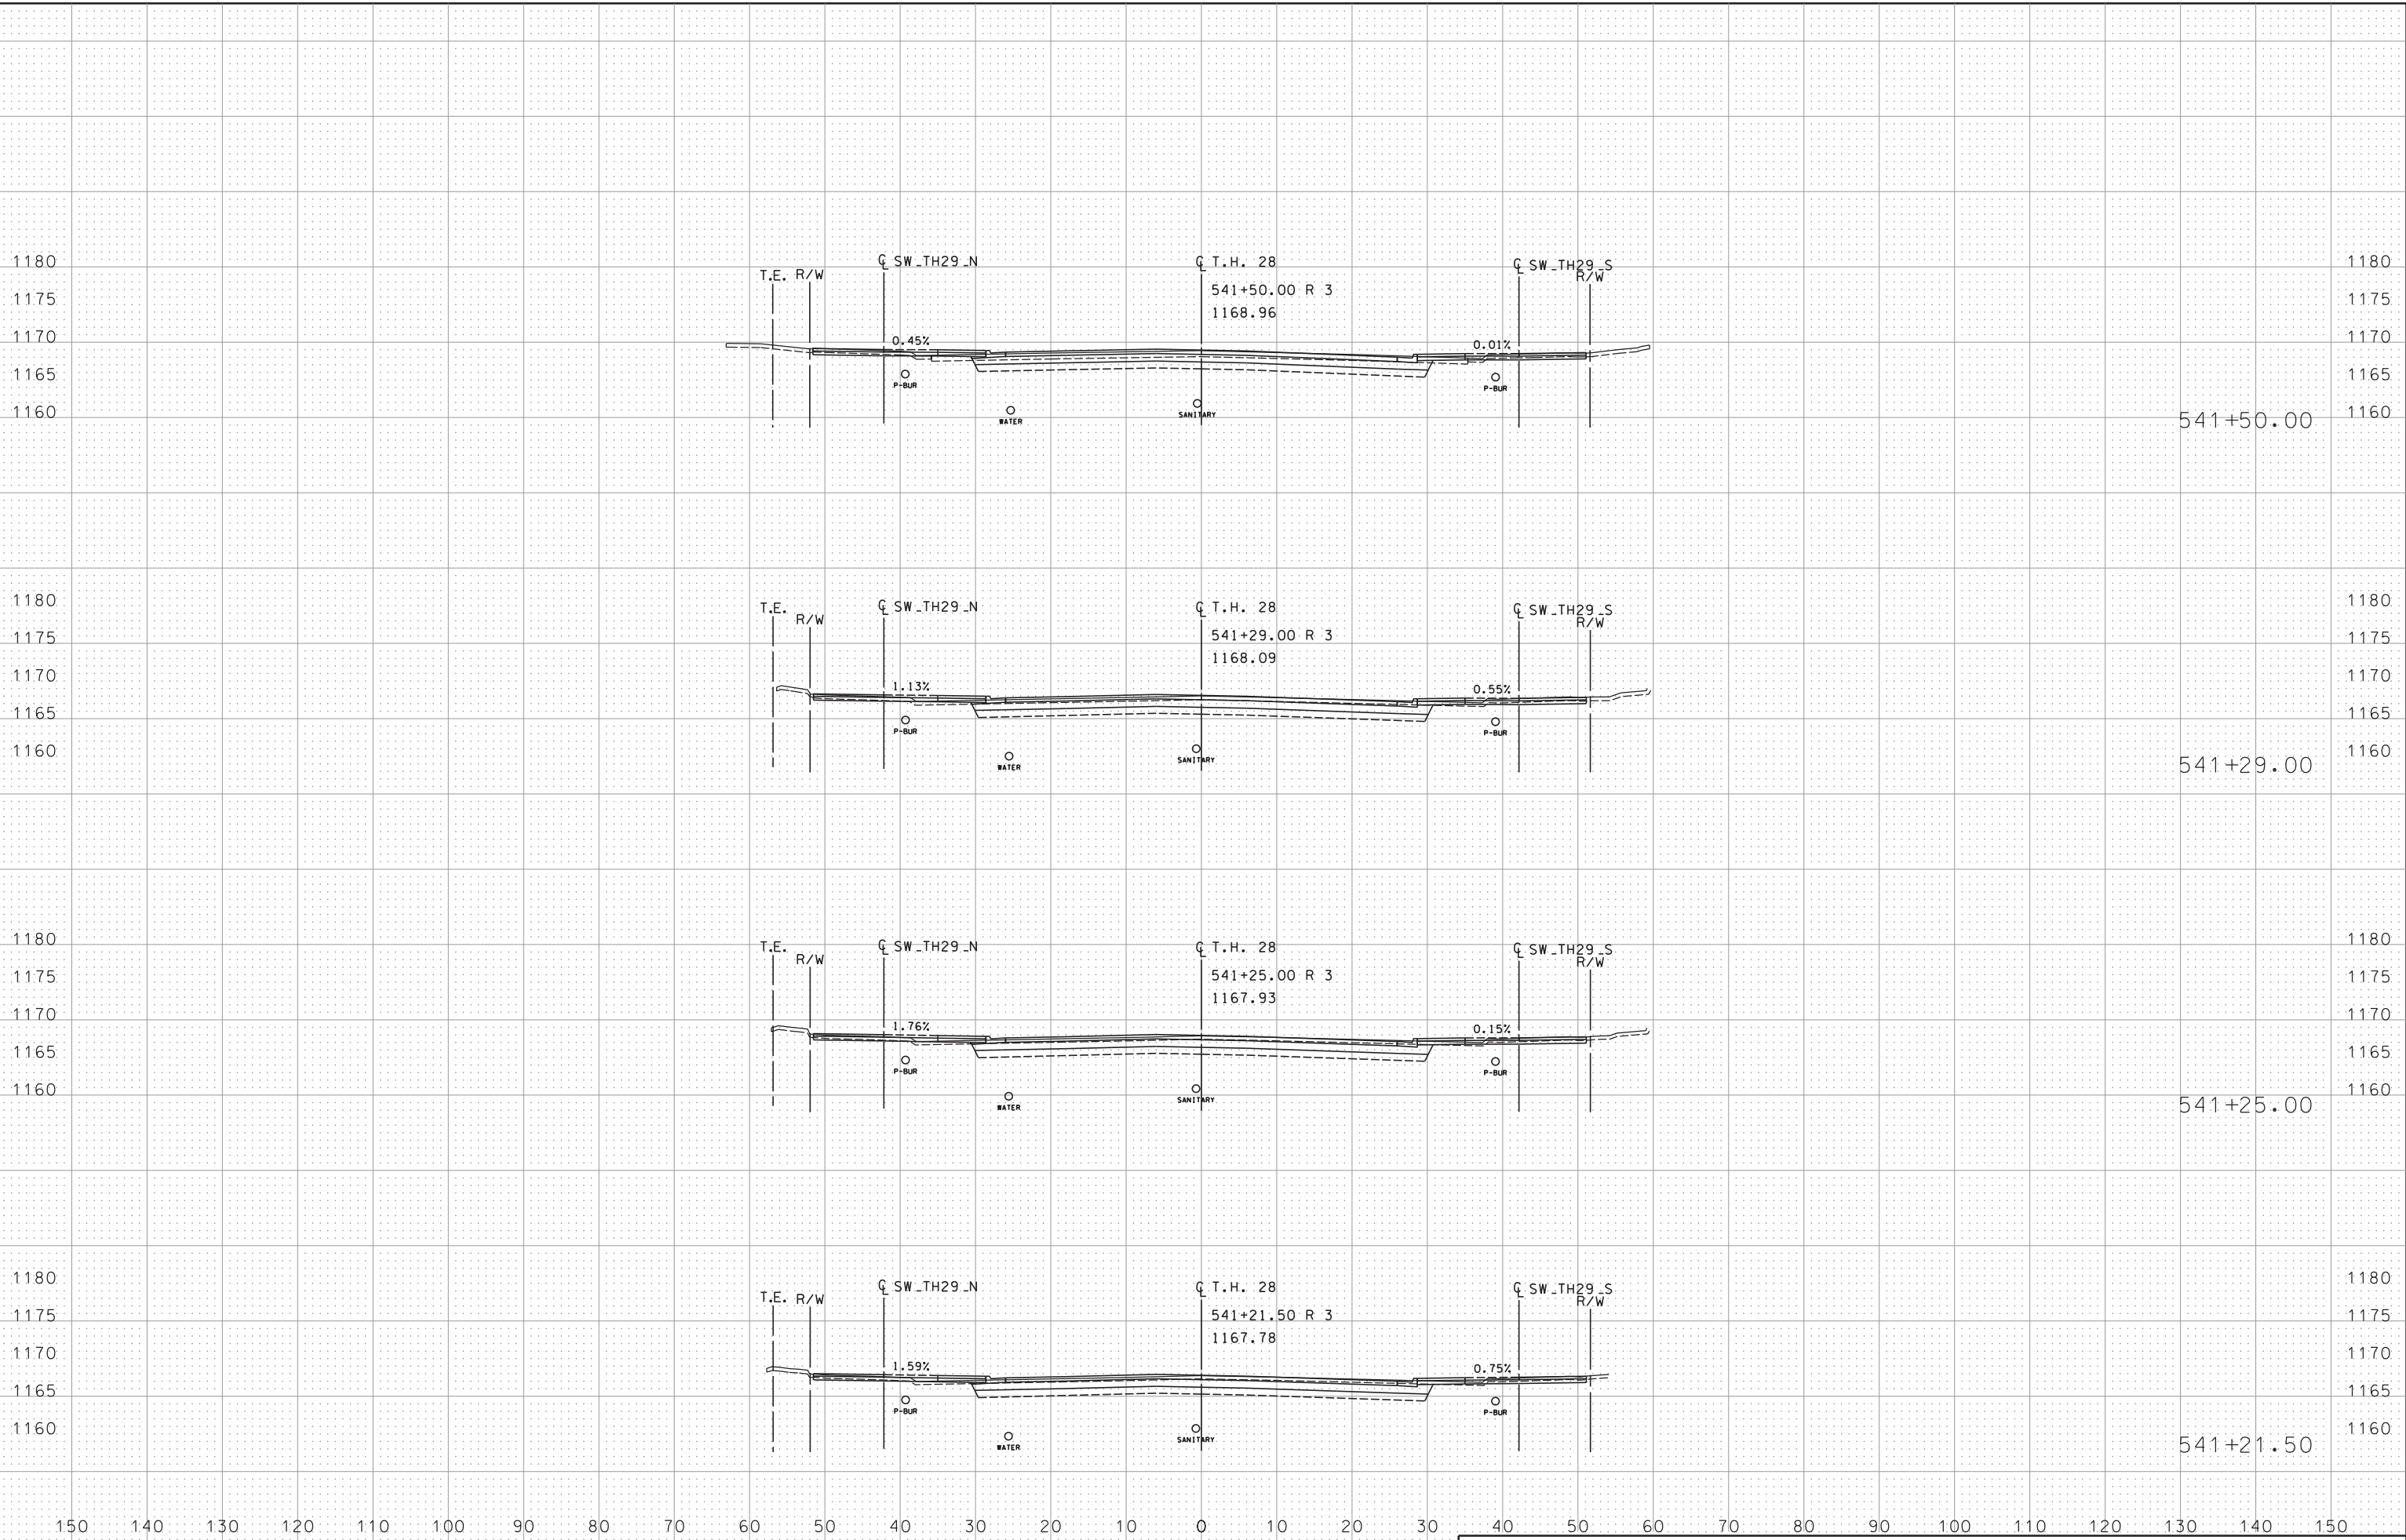 1180 ℄ SW_TH29_N ℄ T.H. 28 ℄ SW_TH29_S 1180
T.E. R/W R/W
1175 541+50.00 R 3 1175
1168.96
1170 0.45% 0.01% 1170
1165 P-BUR P-BUR 1165
1160 WATER SANITARY 541+50.00 1160
1180 T.E. ℄ SW_TH29_N ℄ T.H. 28 ℄ SW_TH29_S 1180
R/W R/W
1175 541+29.00 R 3 1175
1168.09
1170 1.13% 0.55% 1170
1165 P-BUR P-BUR 1165
1160 WATER SANITARY 541+29.00 1160
1180 T.E. ℄ SW_TH29_N ℄ T.H. 28 ℄ SW_TH29_S 1180
R/W R/W
1175 541+25.00 R 3 1175
1167.93
1170 1.76% 0.15% 1170
1165 P-BUR P-BUR 1165
1160 WATER SANITARY 541+25.00 1160
1180 ℄ SW_TH29_N ℄ T.H. 28 ℄ SW_TH29_S 1180
T.E. R/W R/W
1175 541+21.50 R 3 1175
1167.78
1170 1.59% 0.75% 1170
1165 P-BUR P-BUR 1165
1160 WATER SANITARY 541+21.50 1160
150 140 130 120 110 100 90 80 70 60 50 40 30 20 10 0 10 20 30 40 50 60 70 80 90 100 110 120 130 140 150